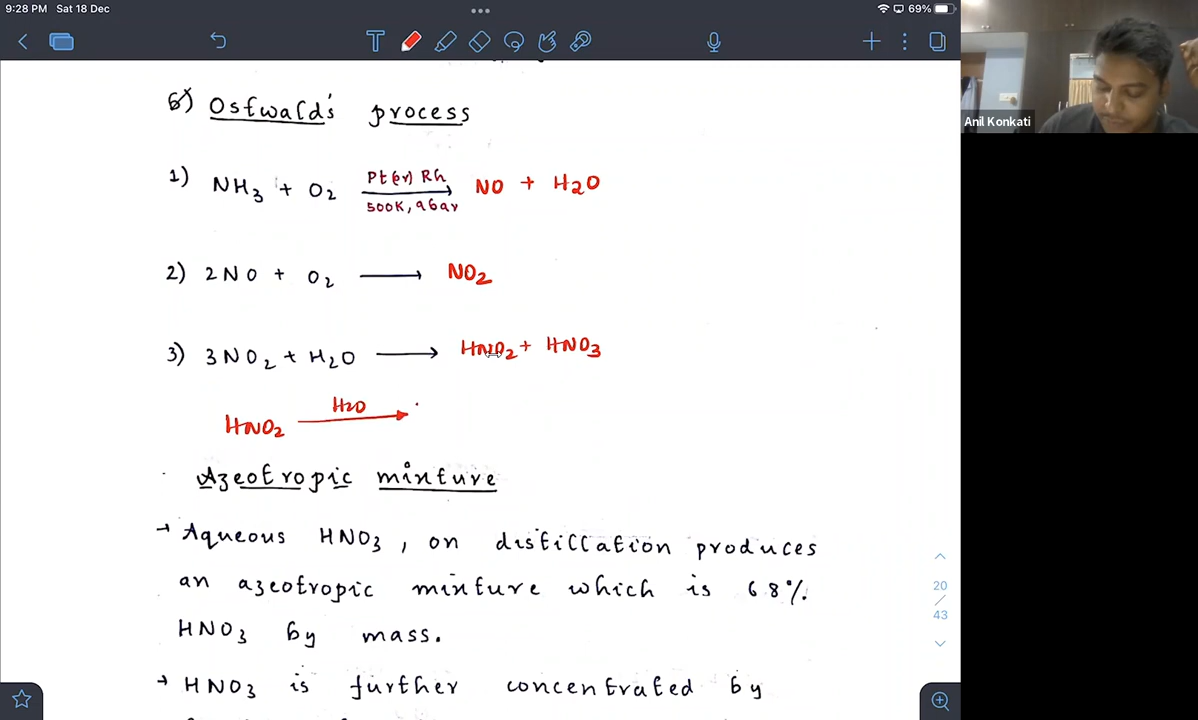 9:28 PM Sat 18 Dec
69%
Anil Konkati
6) Ostwald's process
1) NH3 + O2 Pt (or) Rh 500K, 9bar NO + H2O
2) 2NO + O2 NO2
3) 3NO2 + H2O HNO2 + HNO3
HNO2 H2O
Azeotropic mixture
Aqueous HNO3, on distillation produces
an azeotropic mixture which is 68%
HNO3 by mass.
HNO3 is further concentrated by
20
/
43